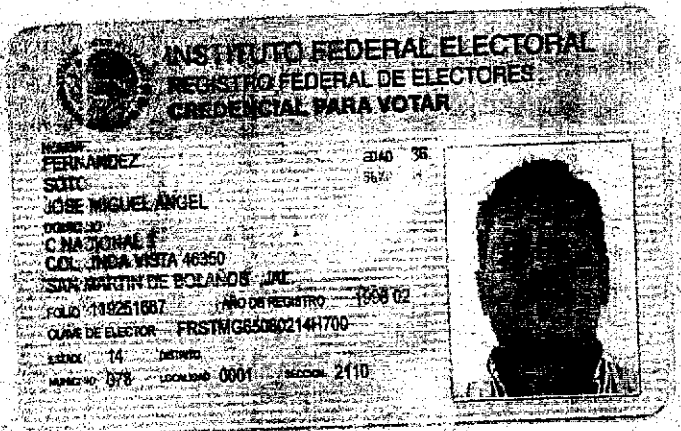 INSTITUTO FEDERAL ELECTORAL
REGISTRO FEDERAL DE ELECTORES
CREDENCIAL PARA VOTAR
NOMBRE
FERNANDEZ
EDAD 36
SOTO
SEXO H
JOSE MIGUEL ANGEL
DOMICILIO
C NACIONAL
COL LINDA VISTA 46350
SAN MARTIN DE BOLAÑOS JAL.
FOLIO 119251667 AÑO DE REGISTRO 1998 02
CLAVE DE ELECTOR FRSTMG65080214H700
ESTADO 14 DISTRITO
MUNICIPIO 078 LOCALIDAD 0001 SECCION 2110